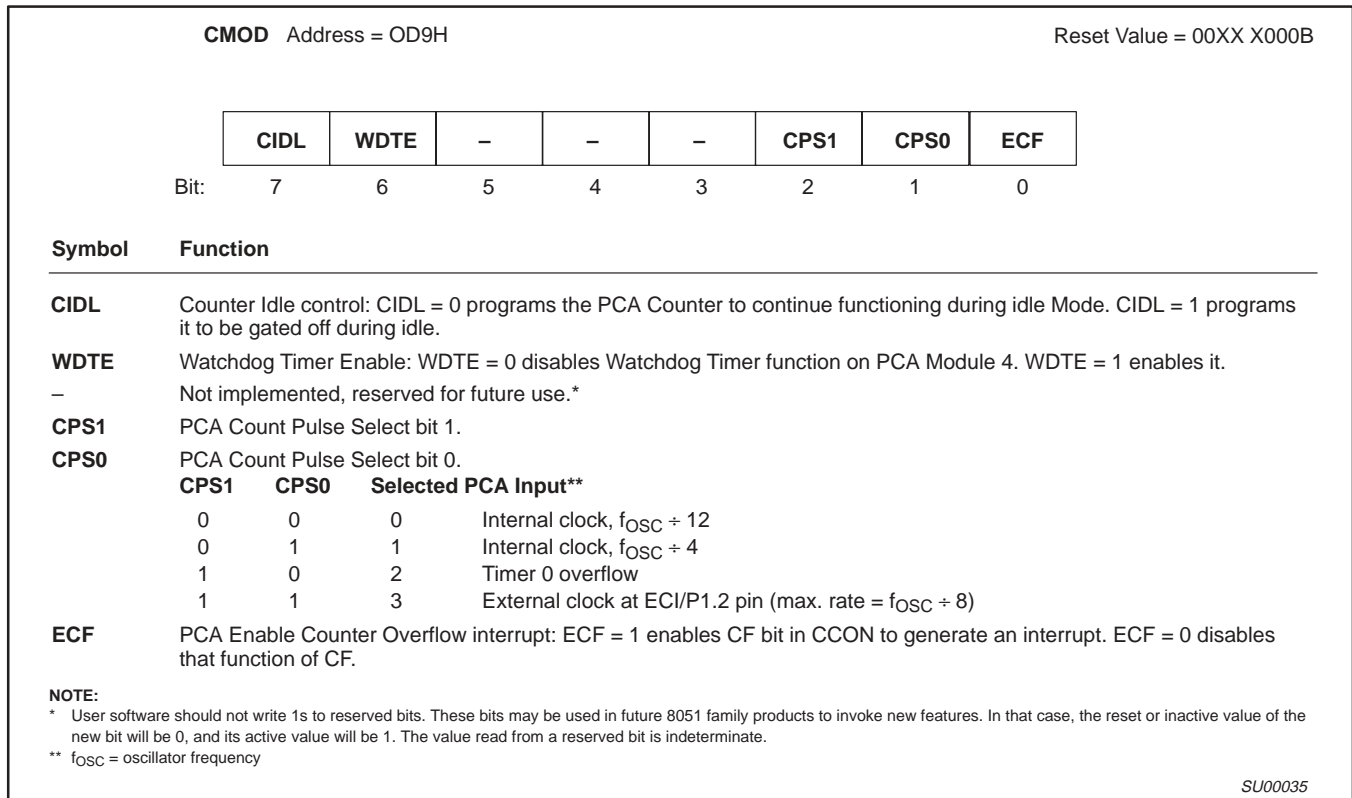 CMOD Address = OD9H Reset Value = 00XX X000B
CIDL WDTE – – – CPS1 CPS0 ECF
Bit: 7 6 5 4 3 2 1 0
Symbol Function
CIDL Counter Idle control: CIDL = 0 programs the PCA Counter to continue functioning during idle Mode. CIDL = 1 programs
it to be gated off during idle.
WDTE Watchdog Timer Enable: WDTE = 0 disables Watchdog Timer function on PCA Module 4. WDTE = 1 enables it.
– Not implemented, reserved for future use.*
CPS1 PCA Count Pulse Select bit 1.
CPS0 PCA Count Pulse Select bit 0.
CPS1 CPS0 Selected PCA Input**
0 0 0 Internal clock, fOSC ÷ 12
0 1 1 Internal clock, fOSC ÷ 4
1 0 2 Timer 0 overflow
1 1 3 External clock at ECI/P1.2 pin (max. rate = fOSC ÷ 8)
ECF PCA Enable Counter Overflow interrupt: ECF = 1 enables CF bit in CCON to generate an interrupt. ECF = 0 disables
that function of CF.
NOTE:
* User software should not write 1s to reserved bits. These bits may be used in future 8051 family products to invoke new features. In that case, the reset or inactive value of the
new bit will be 0, and its active value will be 1. The value read from a reserved bit is indeterminate.
** fOSC = oscillator frequency
SU00035